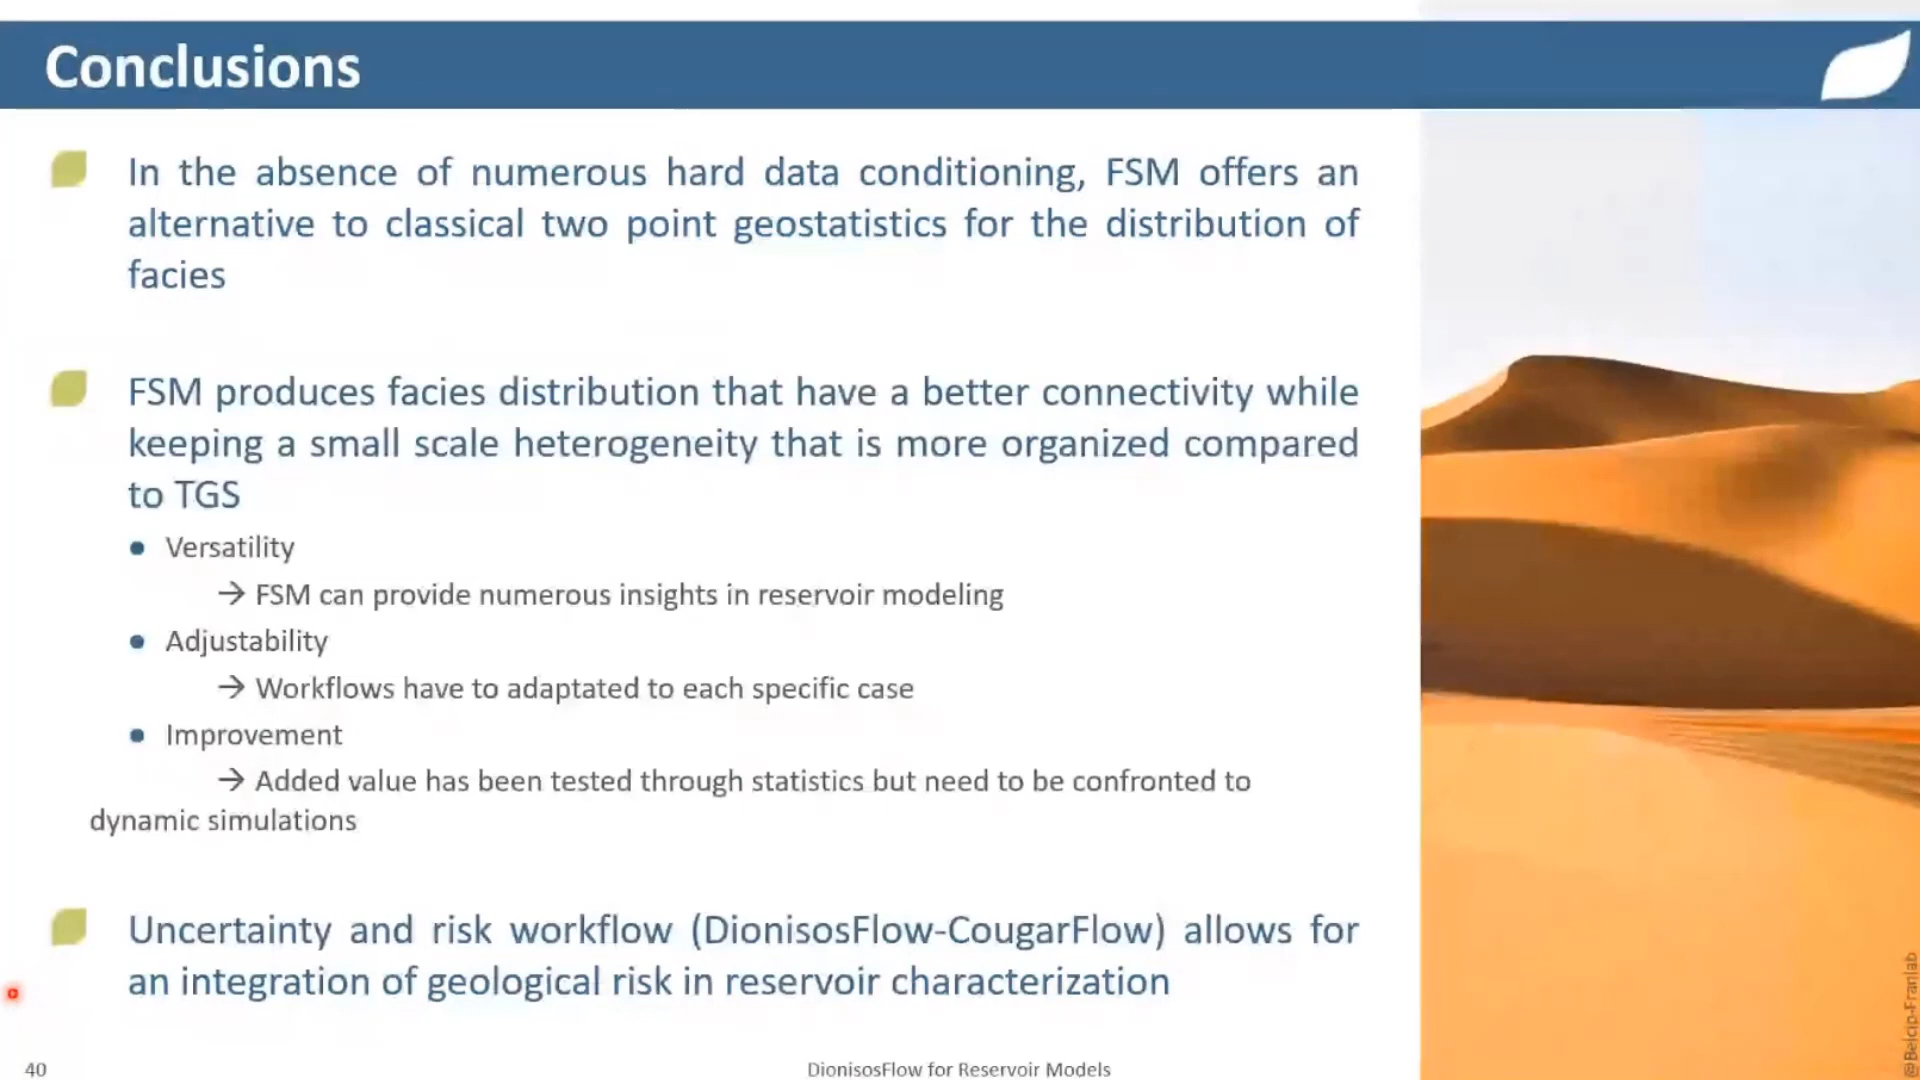 Conclusions
In the absence of numerous hard data conditioning, FSM offers an
alternative to classical two point geostatistics for the distribution of
facies
FSM produces facies distribution that have a better connectivity while
keeping a small scale heterogeneity that is more organized compared
to TGS
• Versatility
→ FSM can provide numerous insights in reservoir modeling
• Adjustability
→ Workflows have to adaptated to each specific case
• Improvement
→ Added value has been tested through statistics but need to be confronted to
dynamic simulations
Uncertainty and risk workflow (DionisosFlow-CougarFlow) allows for
an integration of geological risk in reservoir characterization
40
DionisosFlow for Reservoir Models
@Beicip-Franlab